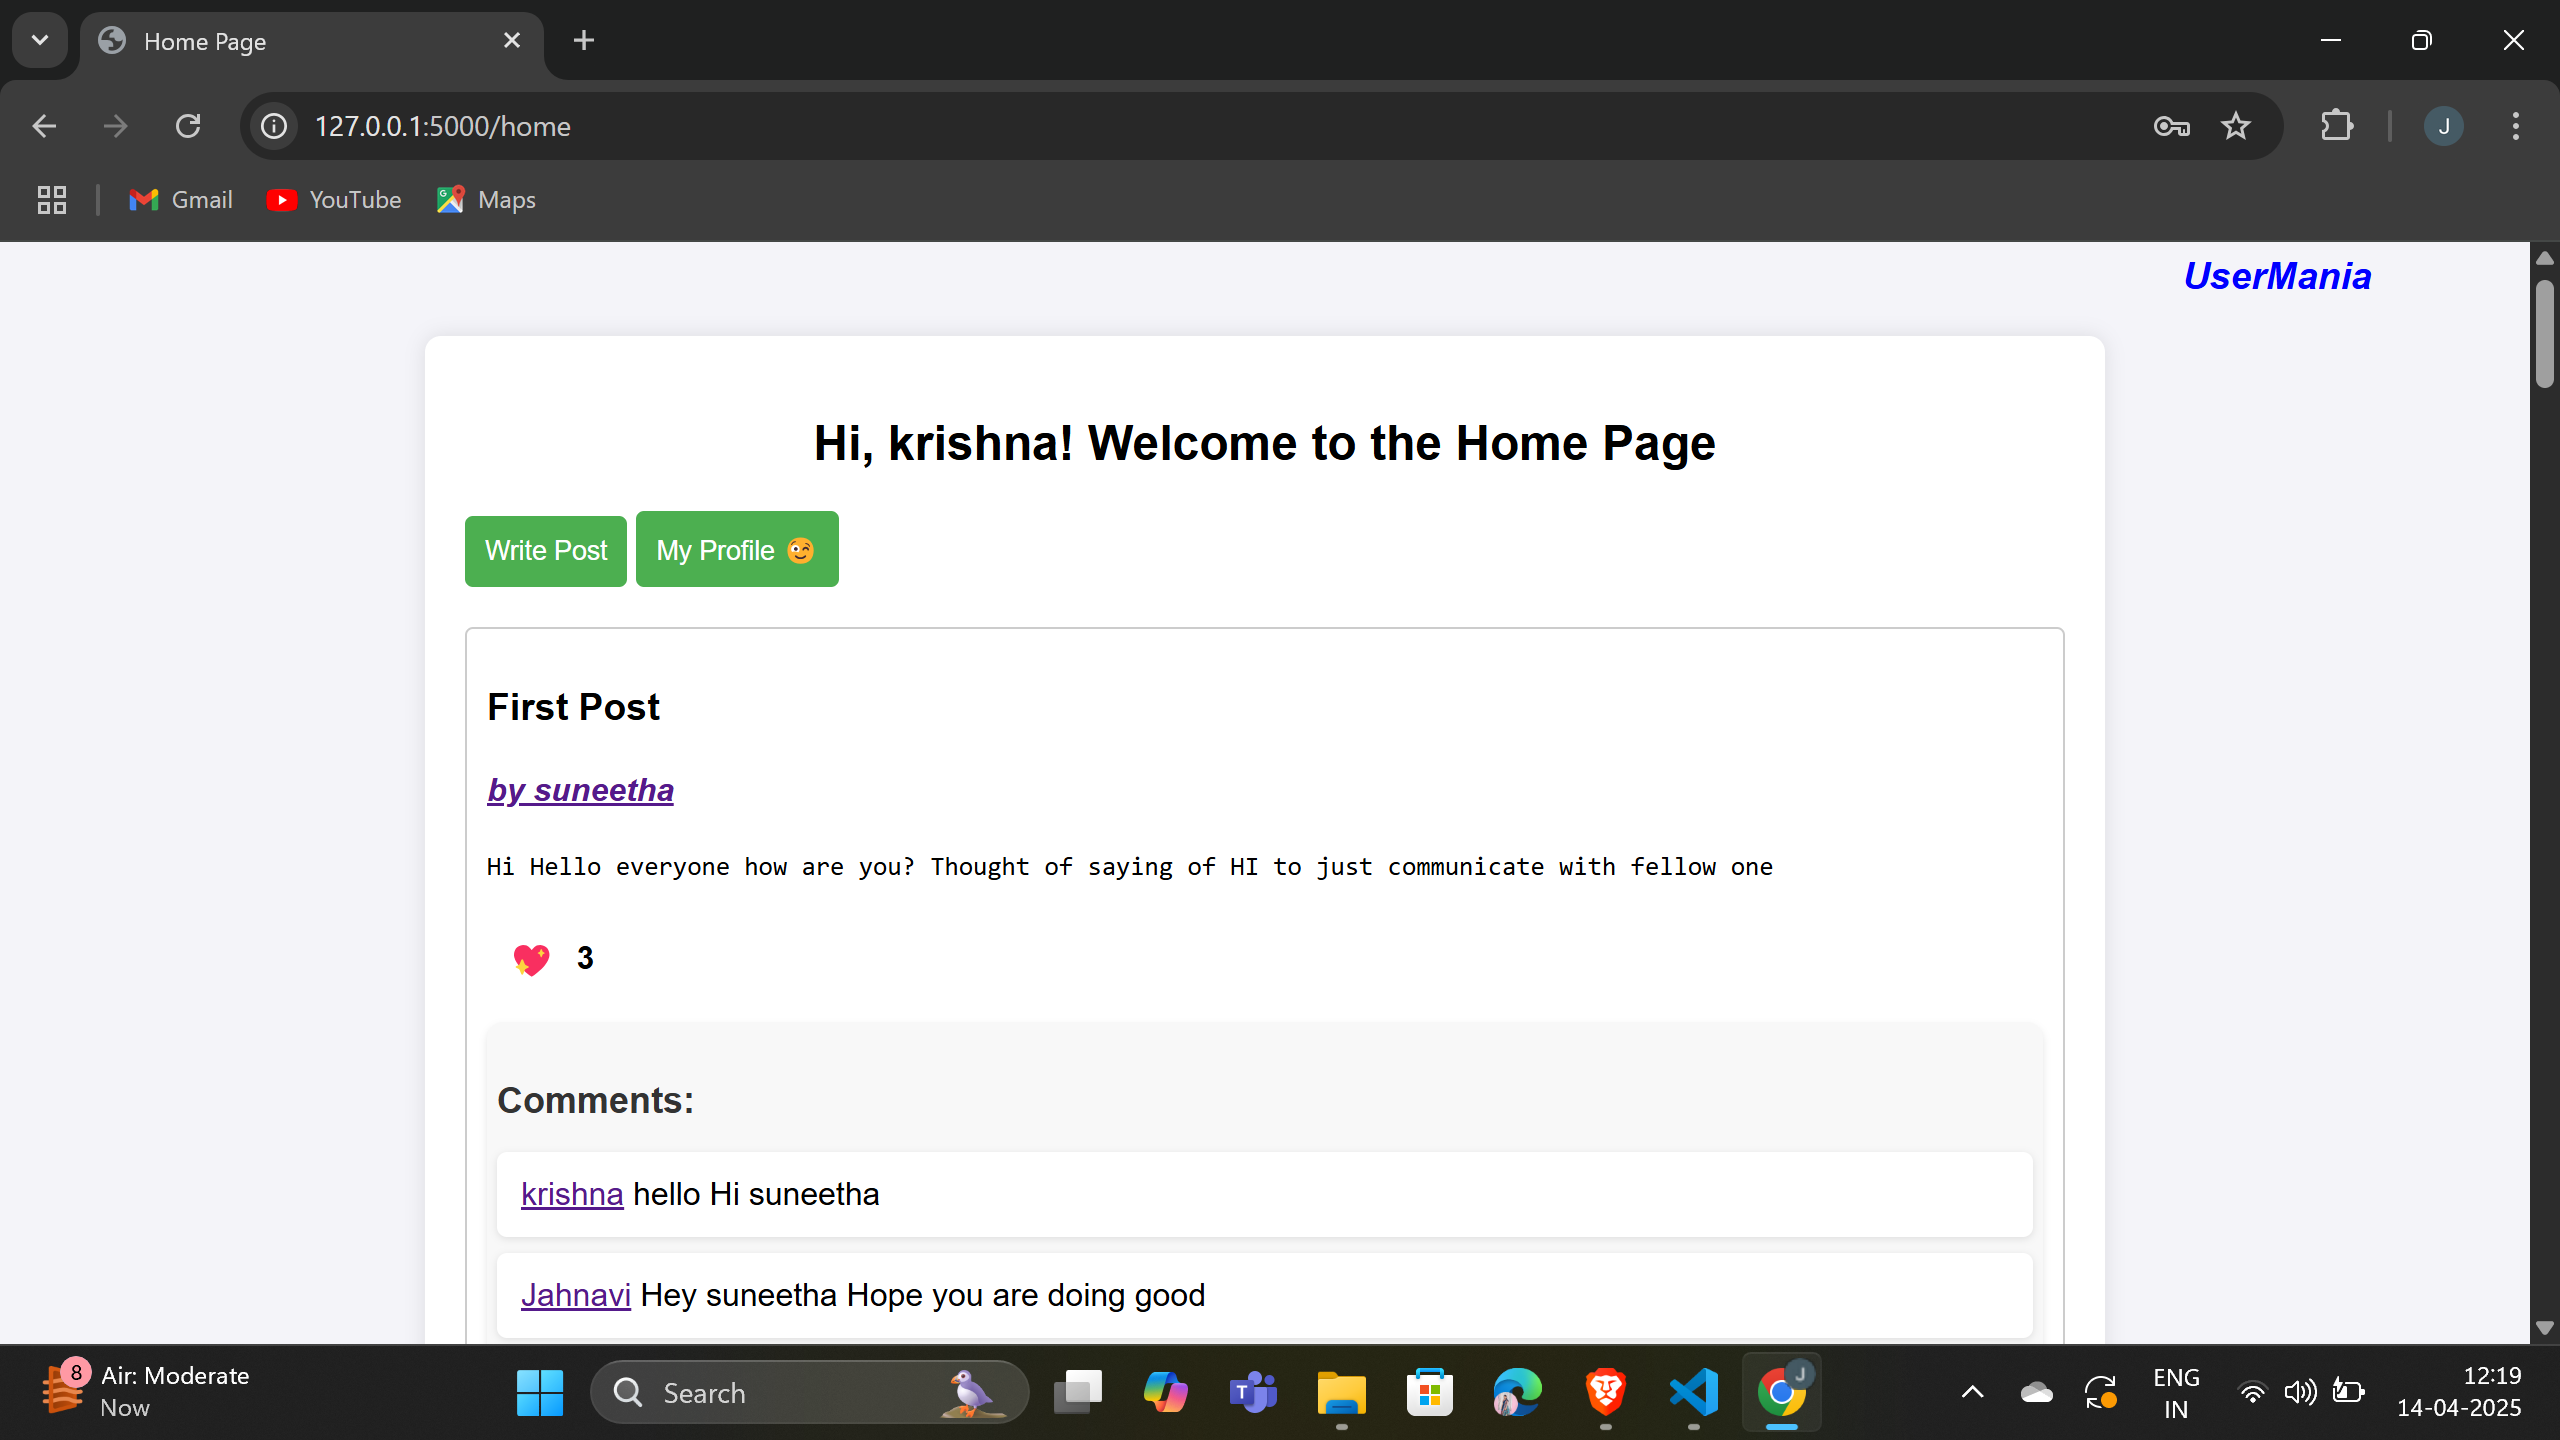 Home Page
127.0.0.1:5000/home
J
Gmail
YouTube
Maps
UserMania
Hi, krishna! Welcome to the Home Page
Write Post
My Profile 😉
First Post
by suneetha
Hi Hello everyone how are you? Thought of saying of HI to just communicate with fellow one
💖 3
Comments:
krishna hello Hi suneetha
Jahnavi Hey suneetha Hope you are doing good
8
Air: Moderate
Now
Search
T
J
ENG
IN
12:19
14-04-2025